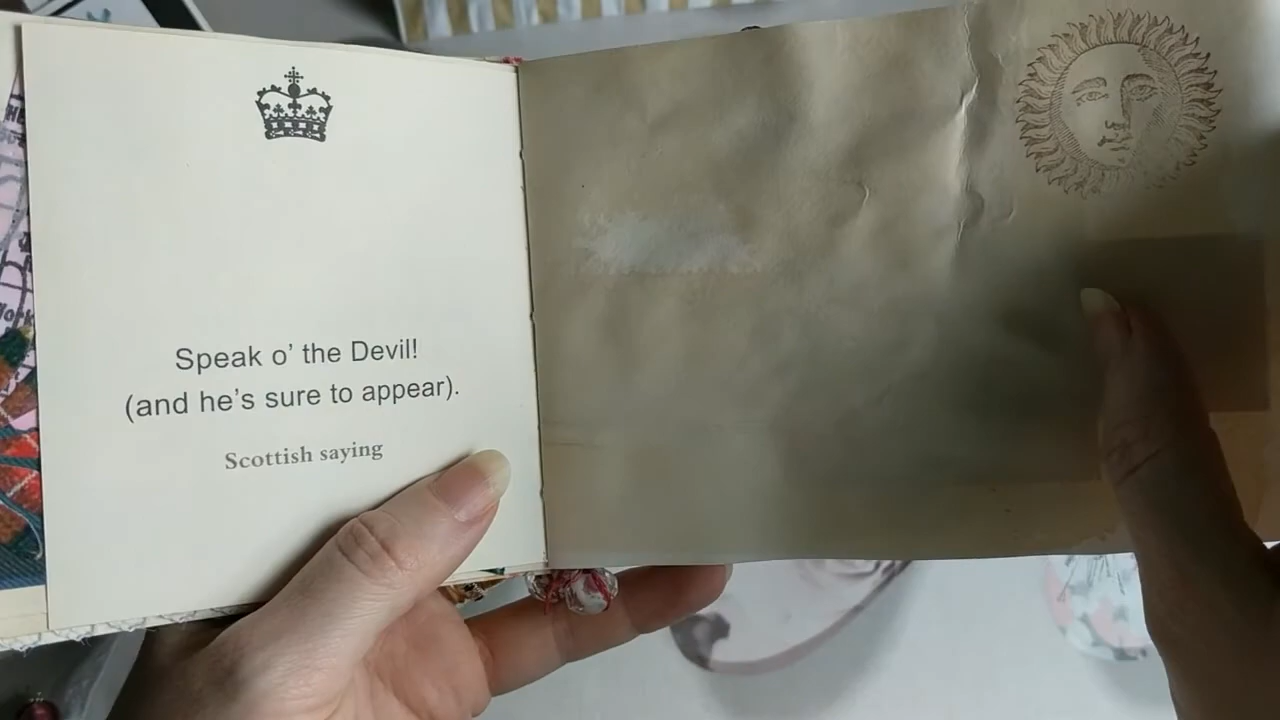 Speak o’ the Devil!
(and he’s sure to appear).
Scottish saying